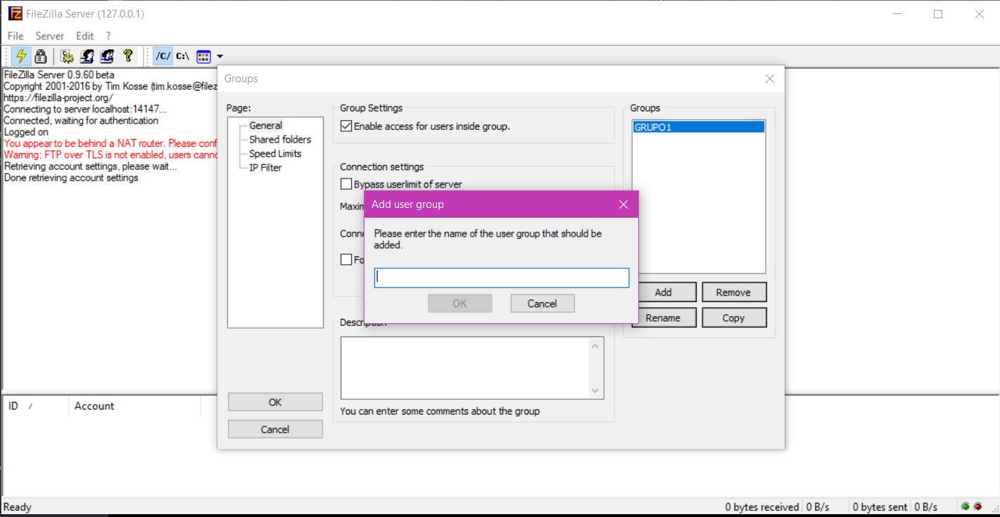 FileZilla Server (127.0.0.1)
File Server Edit ?
/C/ C:\
FileZilla Server 0.9.60 beta
Copyright 2001-2016 by Tim Kosse (tim.kosse@filez
https://filezilla-project.org/
Connecting to server localhost:14147...
Connected, waiting for authentication
Logged on
You appear to be behind a NAT router. Please conf
Warning: FTP over TLS is not enabled, users canno
Retrieving account settings, please wait...
Done retrieving account settings
Groups
Page:
General
Shared folders
Speed Limits
IP Filter
OK
Cancel
Group Settings
Enable access for users inside group.
Connection settings
Bypass userlimit of server
Maxim
Conne
Fo
Add user group
Please enter the name of the user group that should be
added.
OK Cancel
Description
You can enter some comments about the group
Groups
GRUPO1
Add Remove
Rename Copy
ID / Account
Ready 0 bytes received 0 B/s 0 bytes sent 0 B/s